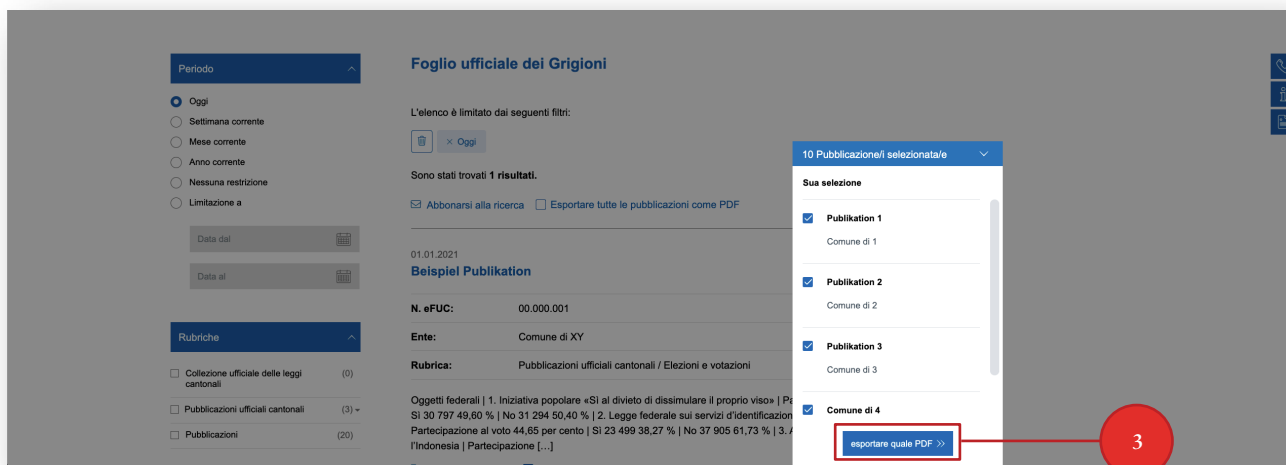 Periodo
Oggi
Settimana corrente
Mese corrente
Anno corrente
Nessuna restrizione
Limitazione a
Data dal
Data al
Rubriche
Collezione ufficiale delle leggi
cantonali
(0)
Pubblicazioni ufficiali cantonali (3)
Pubblicazioni (20)
Foglio ufficiale dei Grigioni
L'elenco è limitato dai seguenti filtri:
× Oggi
Sono stati trovati 1 risultati.
Abbonarsi alla ricerca Esportare tutte le pubblicazioni come PDF
01.01.2021
Beispiel Publikation
N. eFUC: 00.000.001
Ente: Comune di XY
Rubrica: Pubblicazioni ufficiali cantonali / Elezioni e votazioni
Oggetti federali | 1. Iniziativa popolare «Sì al divieto di dissimulare il proprio viso» |
Sì 30 797 49,60 % | No 31 294 50,40 % | 2. Legge federale sui servizi d'identificazion
Partecipazione al voto 44,65 per cento | Sì 23 499 38,27 % | No 37 905 61,73 % | 3.
l'Indonesia | Partecipazione […]
10 Pubblicazione/i selezionata/e
Sua selezione
Publikation 1
Comune di 1
Publikation 2
Comune di 2
Publikation 3
Comune di 3
Comune di 4
esportare quale PDF
3